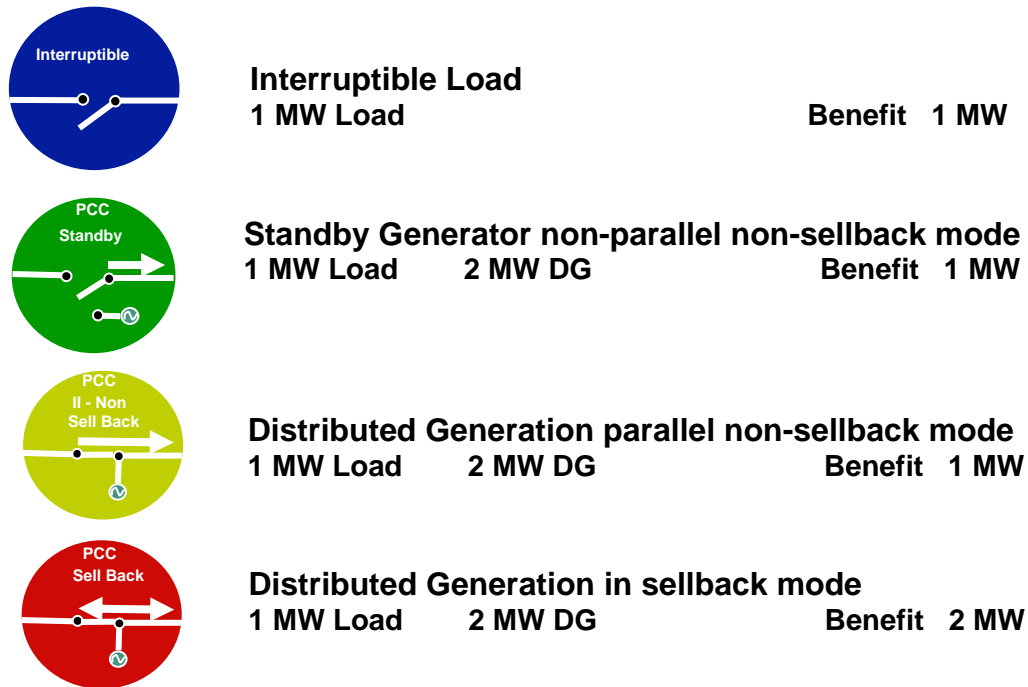 Interruptible
Interruptible Load
1 MW Load Benefit 1 MW
PCC
Standby
Standby Generator non-parallel non-sellback mode
1 MW Load 2 MW DG Benefit 1 MW
PCC
II - Non
Sell Back
Distributed Generation parallel non-sellback mode
1 MW Load 2 MW DG Benefit 1 MW
PCC
Sell Back
Distributed Generation in sellback mode
1 MW Load 2 MW DG Benefit 2 MW